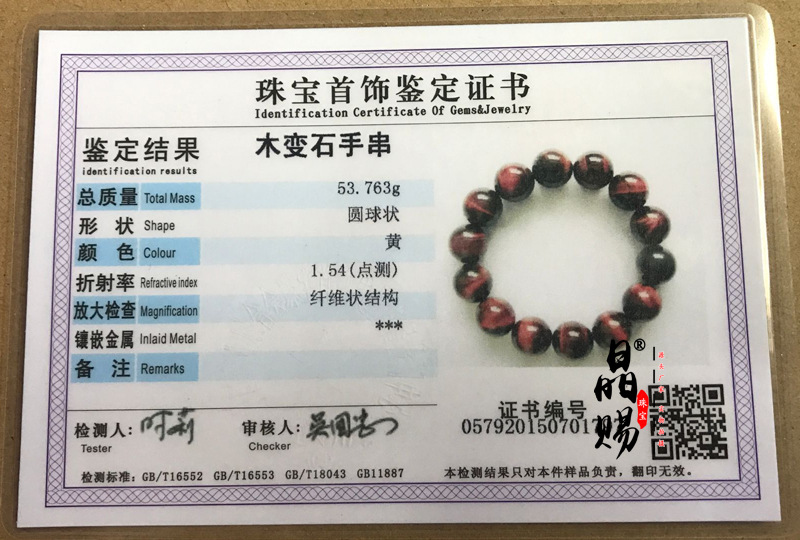 珠宝首饰鉴定证书
Identification Certificate Of Gems&Jewelry
鉴定结果 木变石手串
identification results
总质量 Total Mass 53.763g
形 状 Shape 圆球状
颜 色 Colour 黄
折射率 Refractive index 1.54(点测)
放大检查 Magnification 纤维状结构
镶嵌金属 Inlaid Metal ***
备 注 Remarks
晶赐®
珠宝
证书编号
0579201507017
检测人：
Tester
审核人：
Checker
检测标准: GB/T16552 GB/T16553 GB/T18043 GB11887
本检测结果只对本件样品负责，翻印无效。